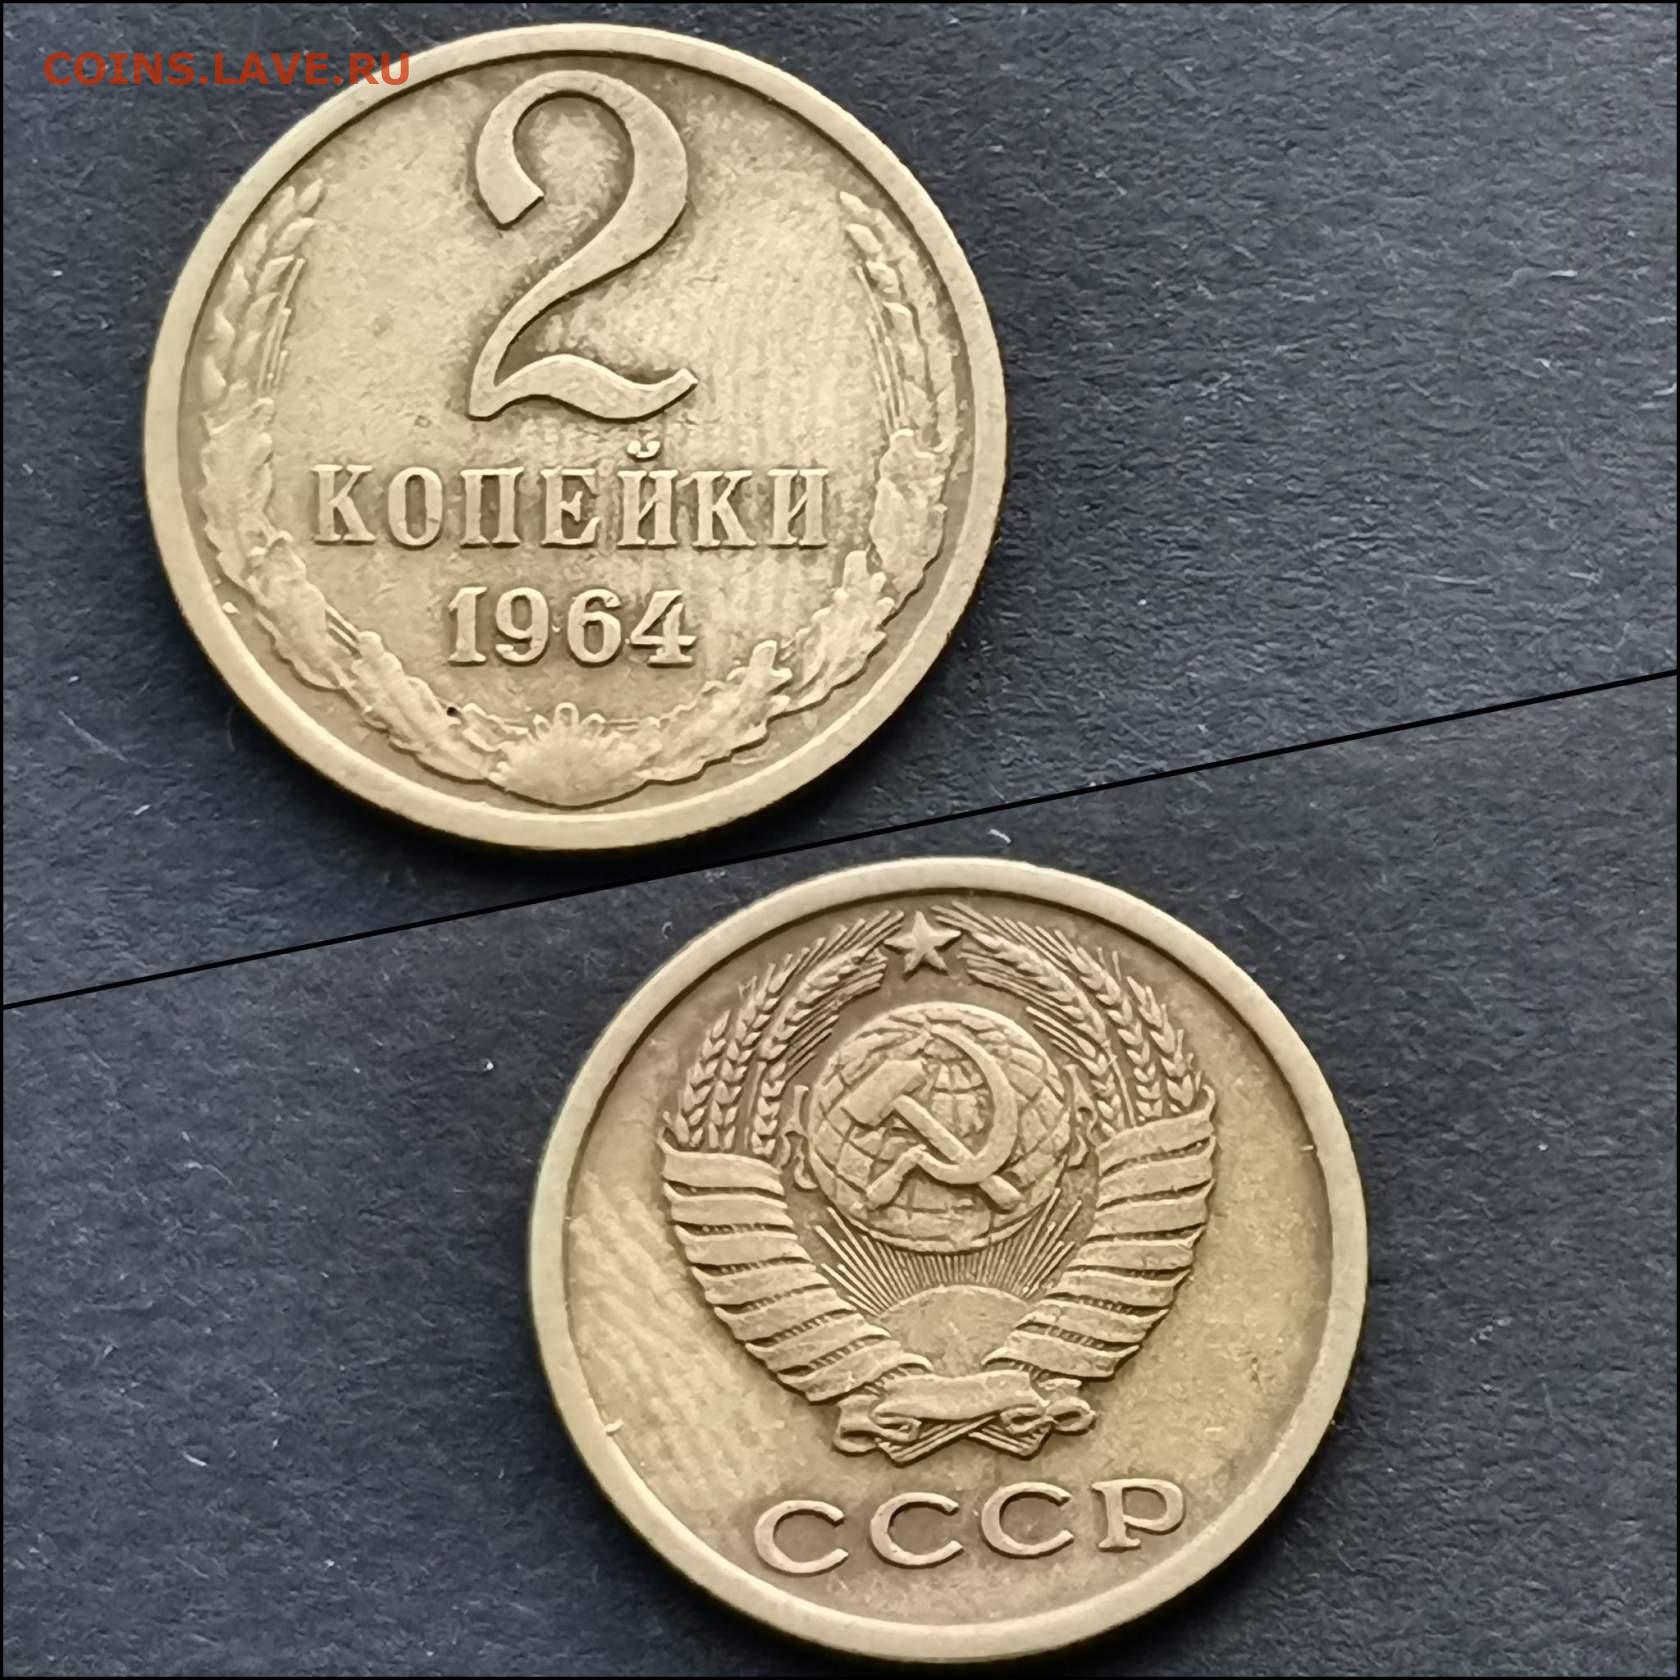 COINS.LAVE.RU
2
КОПЕЙКИ
1964
СССР